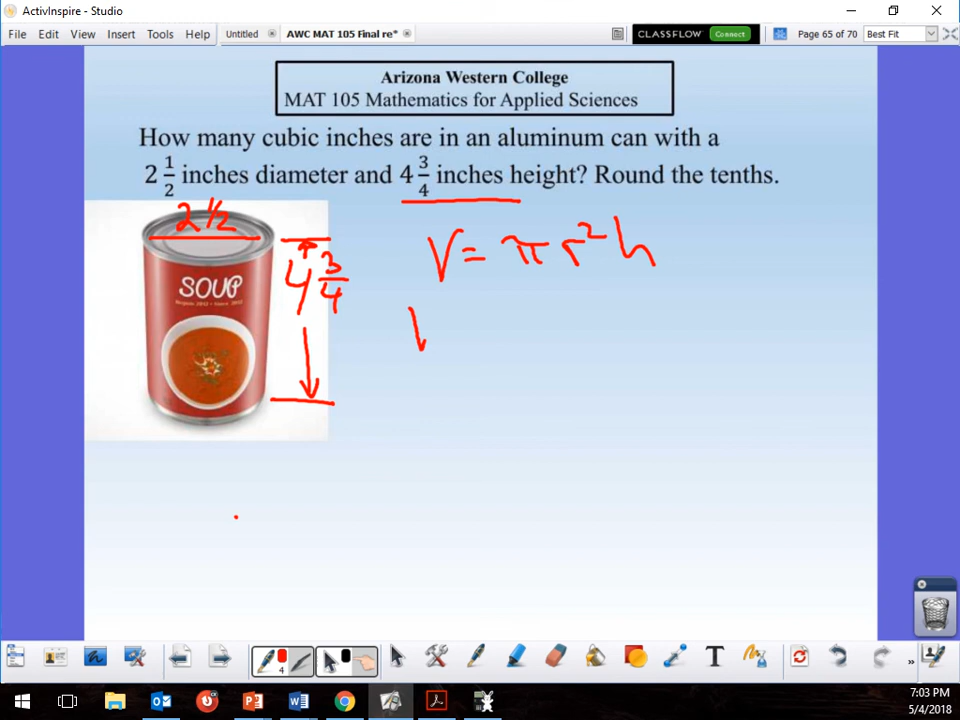 ActivInspire - Studio
File Edit View Insert Tools Help Untitled AWC MAT 105 Final re* CLASSFLOW Connect Page 65 of 70 Best Fit
Arizona Western College
MAT 105 Mathematics for Applied Sciences
How many cubic inches are in an aluminum can with a
2 1/2 inches diameter and 4 3/4 inches height? Round the tenths.
2 1/2
4 3/4
V = π r² h
SOUP
4
7:03 PM
5/4/2018